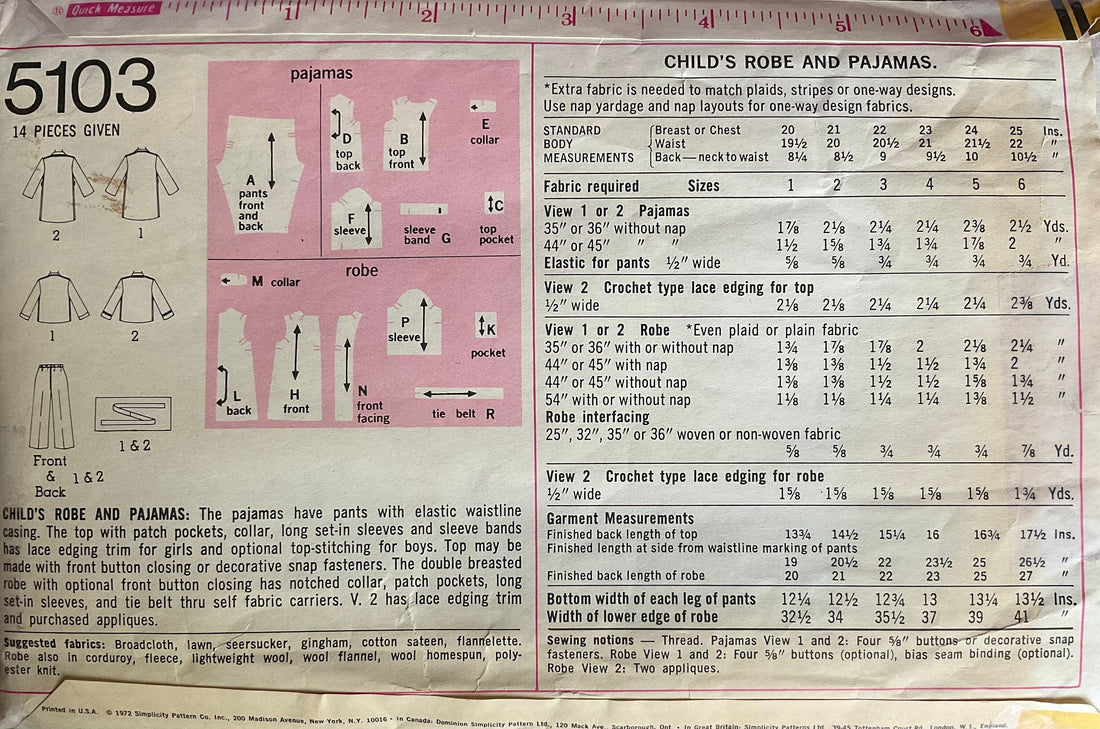 Quick Measure 1 2 3 4 5 6
5103
14 PIECES GIVEN
2 1
1 2
1 & 2
Front
& 1 & 2
Back
pajamas
A
pants
front
and
back
D
top
back
B
top
front
E
collar
F
sleeve
sleeve
band G
C
top
pocket
robe
M collar
L
back
H
front
N
front
facing
P
sleeve
K
pocket
tie belt R
CHILD'S ROBE AND PAJAMAS: The pajamas have pants with elastic waistline
casing. The top with patch pockets, collar, long set-in sleeves and sleeve bands
has lace edging trim for girls and optional top-stitching for boys. Top may be
made with front button closing or decorative snap fasteners. The double breasted
robe with optional front button closing has notched collar, patch pockets, long
set-in sleeves, and tie belt thru self fabric carriers. V. 2 has lace edging trim
and purchased appliques.
Suggested fabrics: Broadcloth, lawn, seersucker, gingham, cotton sateen, flannelette.
Robe also in corduroy, fleece, lightweight wool, wool flannel, wool homespun, poly-
ester knit.
CHILD'S ROBE AND PAJAMAS.
*Extra fabric is needed to match plaids, stripes or one-way designs.
Use nap yardage and nap layouts for one-way design fabrics.
STANDARD Breast or Chest 20 21 22 23 24 25 Ins.
BODY Waist 19½ 20 20½ 21 21½ 22 ″
MEASUREMENTS Back—neck to waist 8¼ 8½ 9 9½ 10 10½ ″
Fabric required Sizes 1 2 3 4 5 6
View 1 or 2 Pajamas
35″ or 36″ without nap 1⅞ 2⅛ 2¼ 2¼ 2⅜ 2½ Yds.
44″ or 45″ ″ ″ 1½ 1⅝ 1¾ 1¾ 1⅞ 2 ″
Elastic for pants ½″ wide ⅝ ⅝ ¾ ¾ ¾ ¾ Yd.
View 2 Crochet type lace edging for top
½″ wide 2⅛ 2⅛ 2¼ 2¼ 2¼ 2⅜ Yds.
View 1 or 2 Robe *Even plaid or plain fabric
35″ or 36″ with or without nap 1¾ 1⅞ 1⅞ 2 2⅛ 2¼ ″
44″ or 45″ with nap 1⅜ 1⅜ 1½ 1½ 1¾ 2 ″
44″ or 45″ without nap 1⅜ 1⅜ 1½ 1½ 1⅝ 1¾ ″
54″ with or without nap 1⅛ 1⅛ 1¼ 1¼ 1⅜ 1½ ″
Robe interfacing
25″, 32″, 35″ or 36″ woven or non-woven fabric
⅝ ⅝ ¾ ¾ ¾ ⅞ Yd.
View 2 Crochet type lace edging for robe
½″ wide 1⅝ 1⅝ 1⅝ 1⅝ 1⅝ 1¾ Yds.
Garment Measurements
Finished back length of top 13¾ 14½ 15¼ 16 16¾ 17½ Ins.
Finished length at side from waistline marking of pants
19 20½ 22 23½ 25 26½ ″
Finished back length of robe 20 21 22 23 25 27 ″
Bottom width of each leg of pants 12¼ 12½ 12¾ 13 13¼ 13½ Ins.
Width of lower edge of robe 32½ 34 35½ 37 39 41 ″
Sewing notions — Thread. Pajamas View 1 and 2: Four ⅝″ buttons or decorative snap
fasteners. Robe View 1 and 2: Four ⅝″ buttons (optional), bias seam binding (optional).
Robe View 2: Two appliques.
Printed in U.S.A. © 1972 Simplicity Pattern Co. Inc., 200 Madison Avenue, New York, N.Y. 10016 • In Canada: Dominion Simplicity Pattern Ltd., 120 Mack Ave., Scarborough, Ont. • In Great Britain: Simplicity Patterns Ltd. 39-45 Tottenham Court Rd., London, W.1., England.